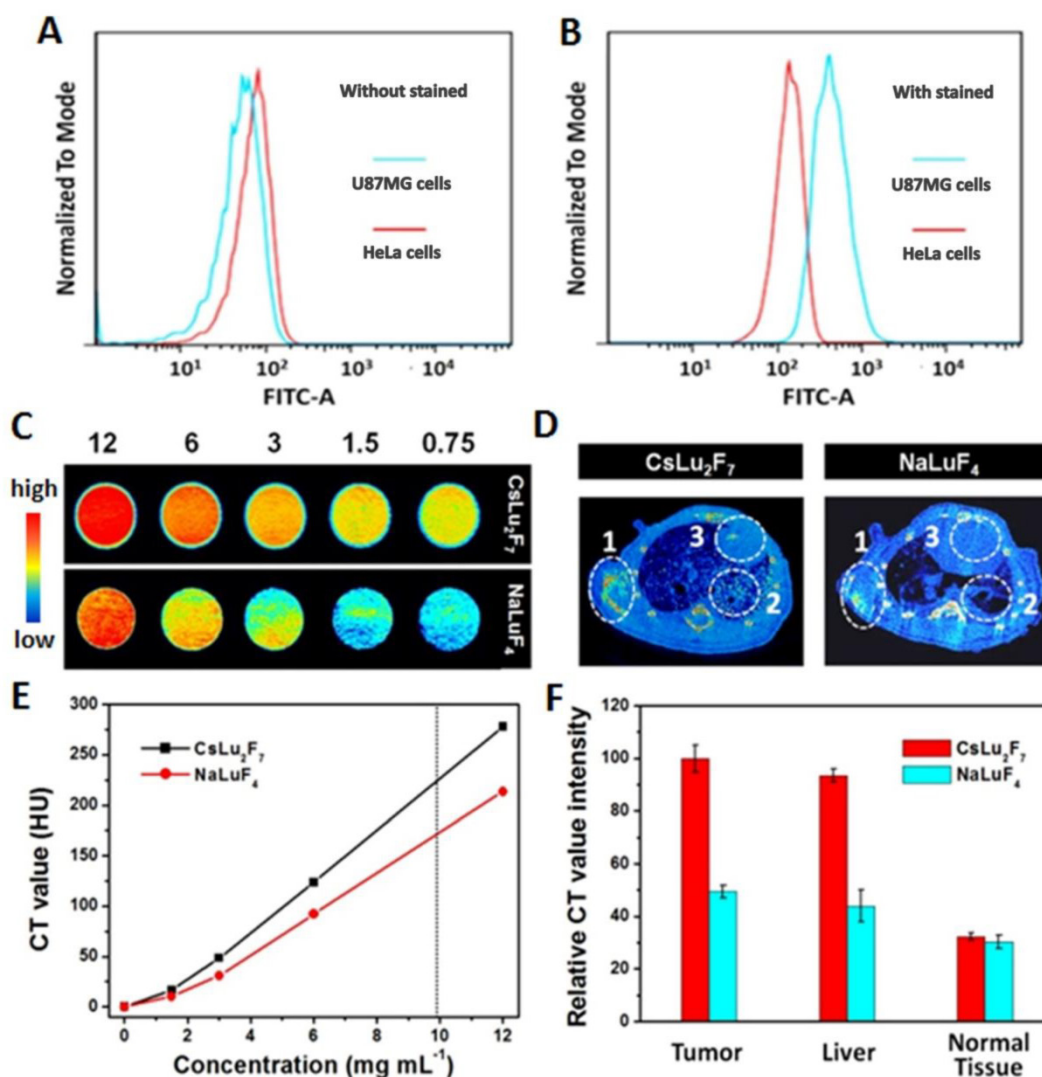 A
Normalized To Mode
Without stained
U87MG cells
HeLa cells
10¹ 10² 10³ 10⁴
FITC-A
B
Normalized To Mode
With stained
U87MG cells
HeLa cells
10¹ 10² 10³ 10⁴
FITC-A
C
12 6 3 1.5 0.75
high
low
CsLu₂F₇
NaLuF₄
D
CsLu₂F₇ NaLuF₄
1 3 2
1 3 2
E
CT value (HU)
300
250
200
150
100
50
0
CsLu₂F₇
NaLuF₄
0 2 4 6 8 10 12
Concentration (mg mL⁻¹)
F
Relative CT value intensity
120
100
80
60
40
20
0
CsLu₂F₇
NaLuF₄
Tumor Liver Normal
Tissue